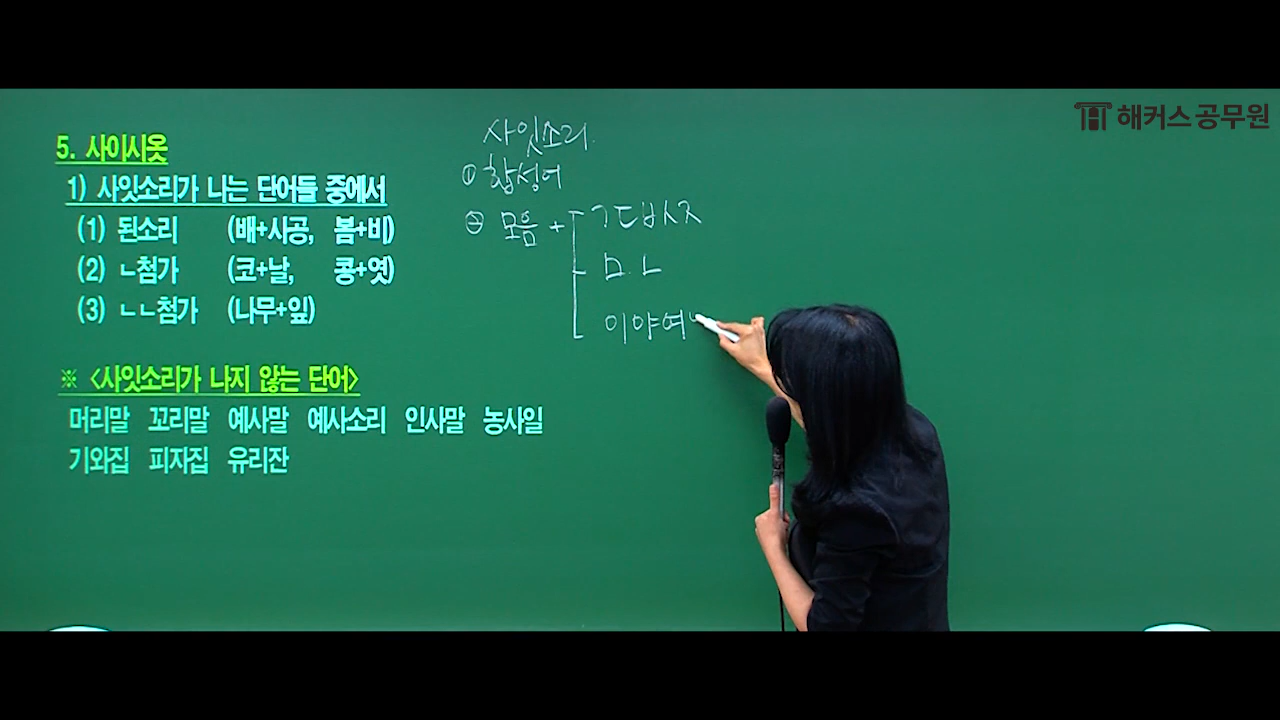 해커스 공무원
5. 사이시옷
1) 사잇소리가 나는 단어들 중에서
(1) 된소리 (배+사공, 봄+비)
(2) ㄴ첨가 (코+날, 콩+엿)
(3) ㄴㄴ첨가 (나무+잎)
※ <사잇소리가 나지 않는 단어>
머리말 꼬리말 예사말 예사소리 인사말 농사일
기와집 피자집 유리잔
사잇소리
① 합성어
② 모음 + ㄱㄷㅂㅅㅈ
ㅁ.ㄴ
이야여